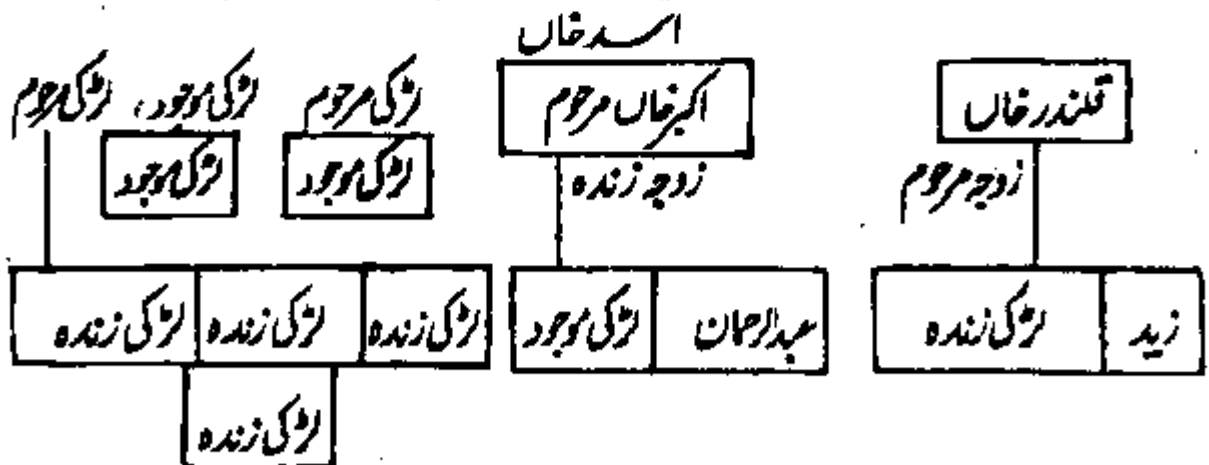 اسد خاں
قلندر خاں
اکبر خاں مرحوم
لڑکی مرحوم
لڑکی موجود،
لڑکی مرحوم
زوجہ مرحوم
زوجہ زندہ
لڑکی موجود
لڑکی موجود
زید
لڑکی زندہ
عبدالرحمان
لڑکی موجود
لڑکی زندہ
لڑکی زندہ
لڑکی زندہ
لڑکی زندہ